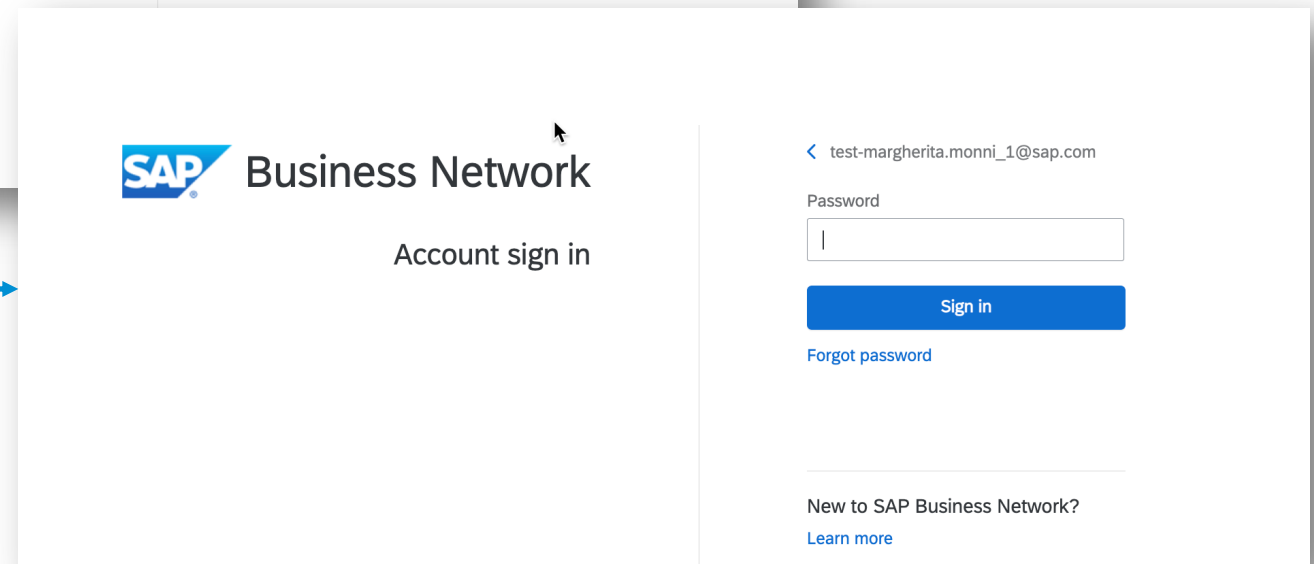 SAP®
Business Network
Account sign in
test-margherita.monni_1@sap.com
Password
Sign in
Forgot password
New to SAP Business Network?
Learn more